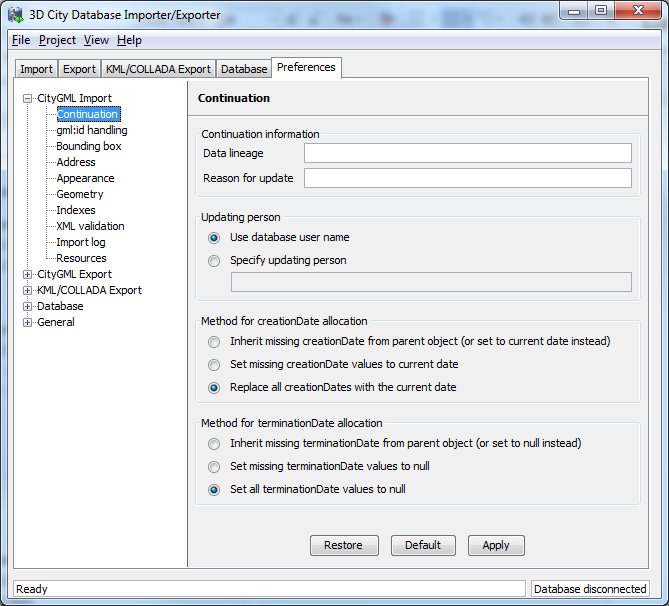 3D City Database Importer/Exporter
File Project View Help
Import Export KML/COLLADA Export Database Preferences
CityGML Import
Continuation
gml:id handling
Bounding box
Address
Appearance
Geometry
Indexes
XML validation
Import log
Resources
CityGML Export
KML/COLLADA Export
Database
General
Continuation
Continuation information
Data lineage
Reason for update
Updating person
Use database user name
Specify updating person
Method for creationDate allocation
Inherit missing creationDate from parent object (or set to current date instead)
Set missing creationDate values to current date
Replace all creationDates with the current date
Method for terminationDate allocation
Inherit missing terminationDate from parent object (or set to null instead)
Set missing terminationDate values to null
Set all terminationDate values to null
Restore Default Apply
Ready Database disconnected